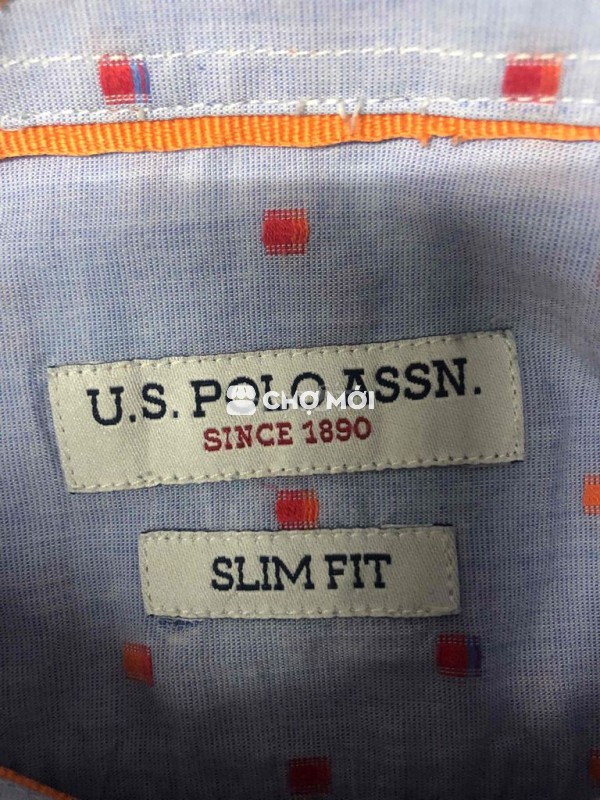 U.S. POLO ASSN.
CHỢ MỚI
SINCE 1890
SLIM FIT